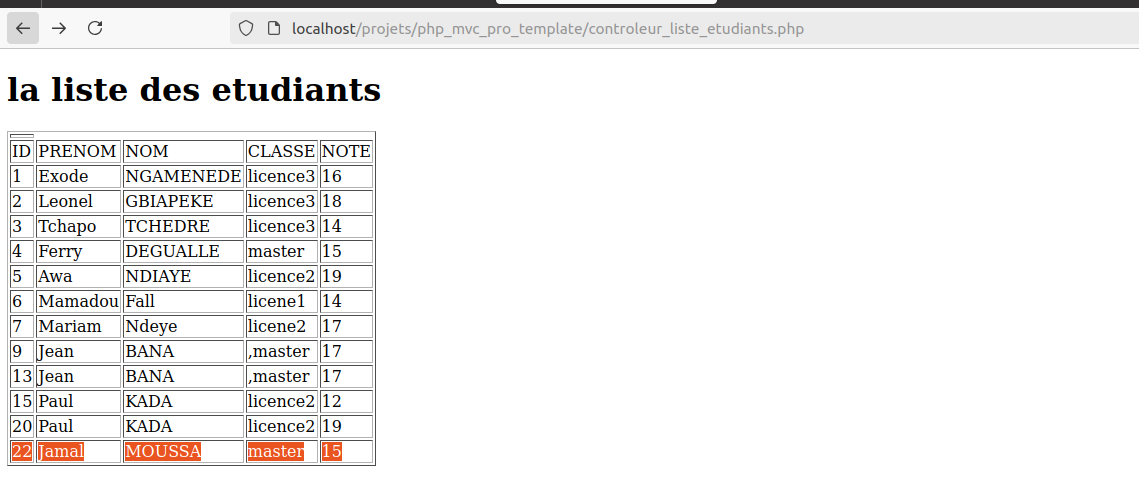 localhost/projets/php_mvc_pro_template/controleur_liste_etudiants.php
la liste des etudiants
ID PRENOM NOM CLASSE NOTE
1 Exode NGAMENEDE licence3 16
2 Leonel GBIAPEKE licence3 18
3 Tchapo TCHEDRE licence3 14
4 Ferry DEGUALLE master 15
5 Awa NDIAYE licence2 19
6 Mamadou Fall licene1 14
7 Mariam Ndeye licene2 17
9 Jean BANA ,master 17
13 Jean BANA ,master 17
15 Paul KADA licence2 12
20 Paul KADA licence2 19
22 Jamal MOUSSA master 15